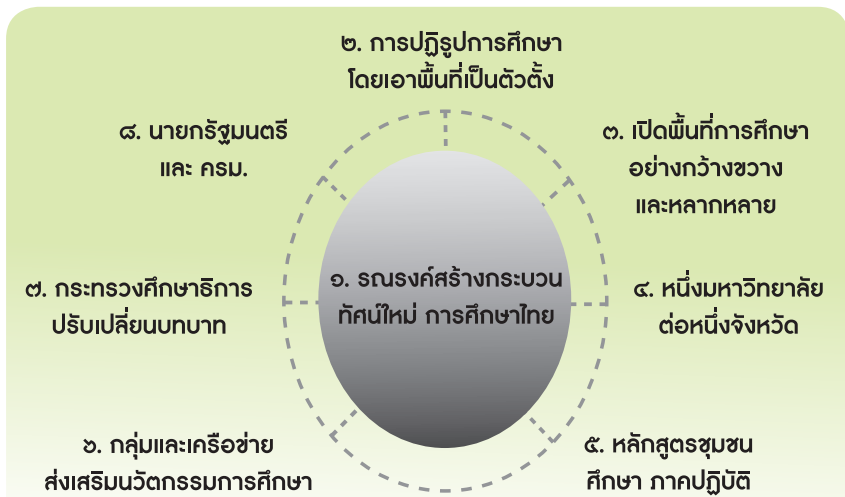 ๒. การปฏิรูปการศึกษา
โดยเอาพื้นที่เป็นตัวตั้ง
๘. นายกรัฐมนตรี
และ ครม.
๓. เปิดพื้นที่การศึกษา
อย่างกว้างขวาง
และหลากหลาย
๑. รณรงค์สร้างกระบวน
ทัศน์ใหม่ การศึกษาไทย
๗. กระทรวงศึกษาธิการ
ปรับเปลี่ยนบทบาท
๔. หนึ่งมหาวิทยาลัย
ต่อหนึ่งจังหวัด
๖. กลุ่มและเครือข่าย
ส่งเสริมนวัตกรรมการศึกษา
๕. หลักสูตรชุมชน
ศึกษา ภาคปฏิบัติ